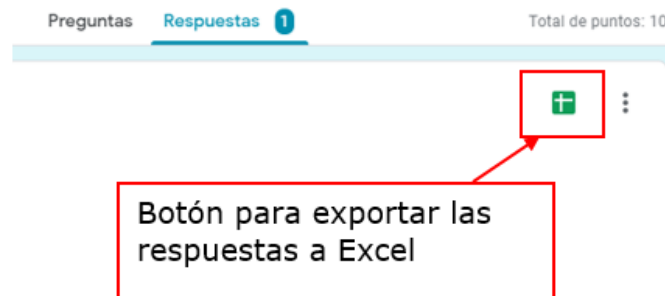 Preguntas Respuestas 1 Total de puntos: 10
Botón para exportar las
respuestas a Excel